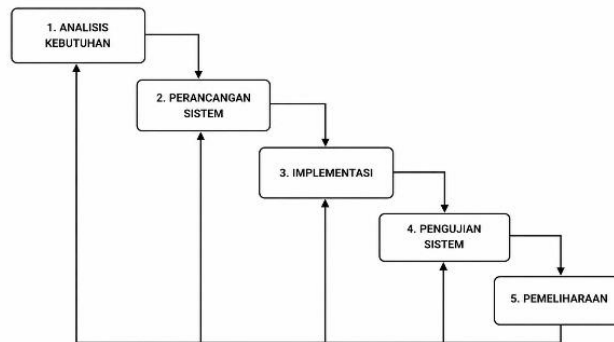 1. ANALISIS
KEBUTUHAN
2. PERANCANGAN
SISTEM
3. IMPLEMENTASI
4. PENGUJIAN
SISTEM
5. PEMELIHARAAN